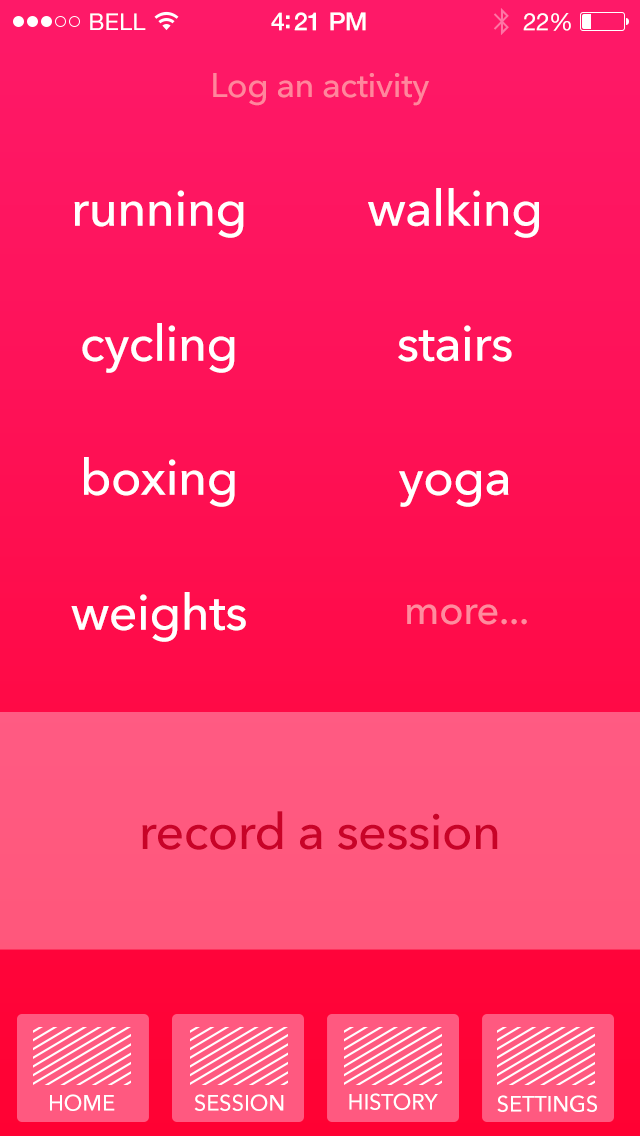 BELL 4:21 PM 22%
Log an activity
running walking
cycling stairs
boxing yoga
weights more...
record a session
HOME SESSION HISTORY SETTINGS